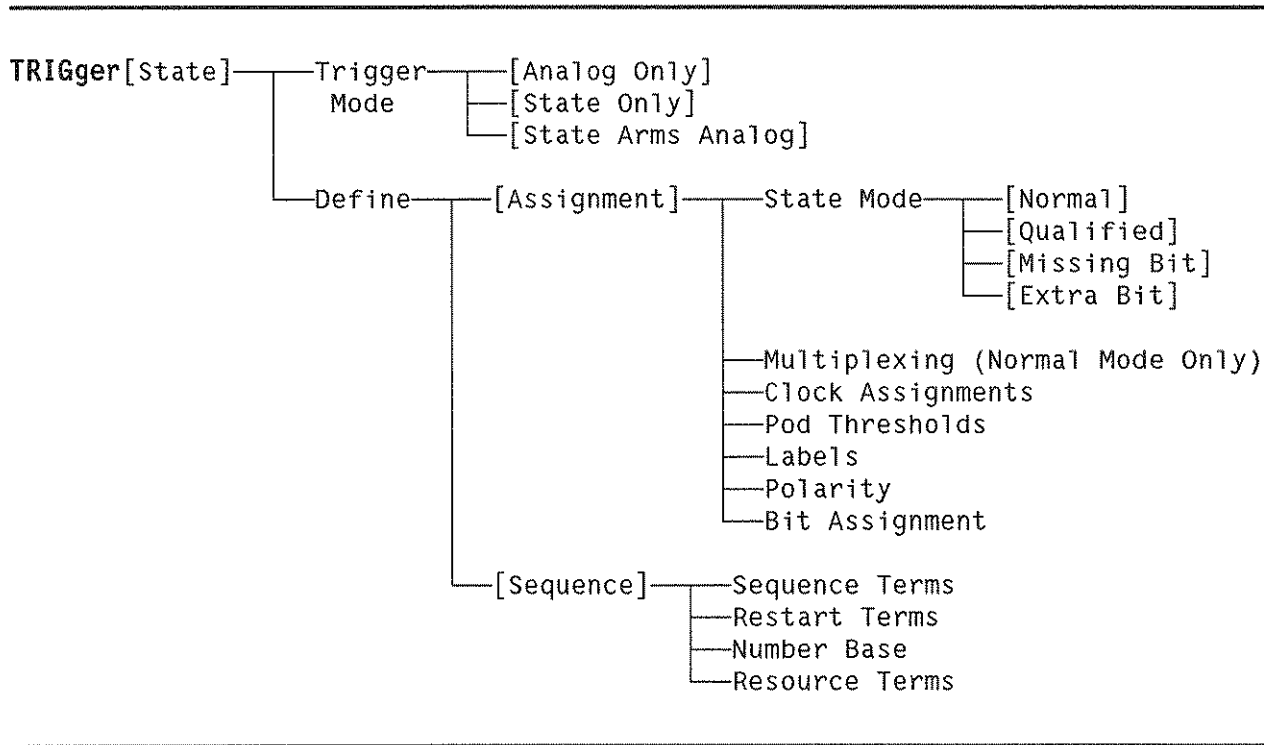 TRIGger[State] Trigger [Analog Only]
Mode [State Only]
[State Arms Analog]
Define [Assignment] State Mode [Normal]
[Qualified]
[Missing Bit]
[Extra Bit]
Multiplexing (Normal Mode Only)
Clock Assignments
Pod Thresholds
Labels
Polarity
Bit Assignment
[Sequence] Sequence Terms
Restart Terms
Number Base
Resource Terms